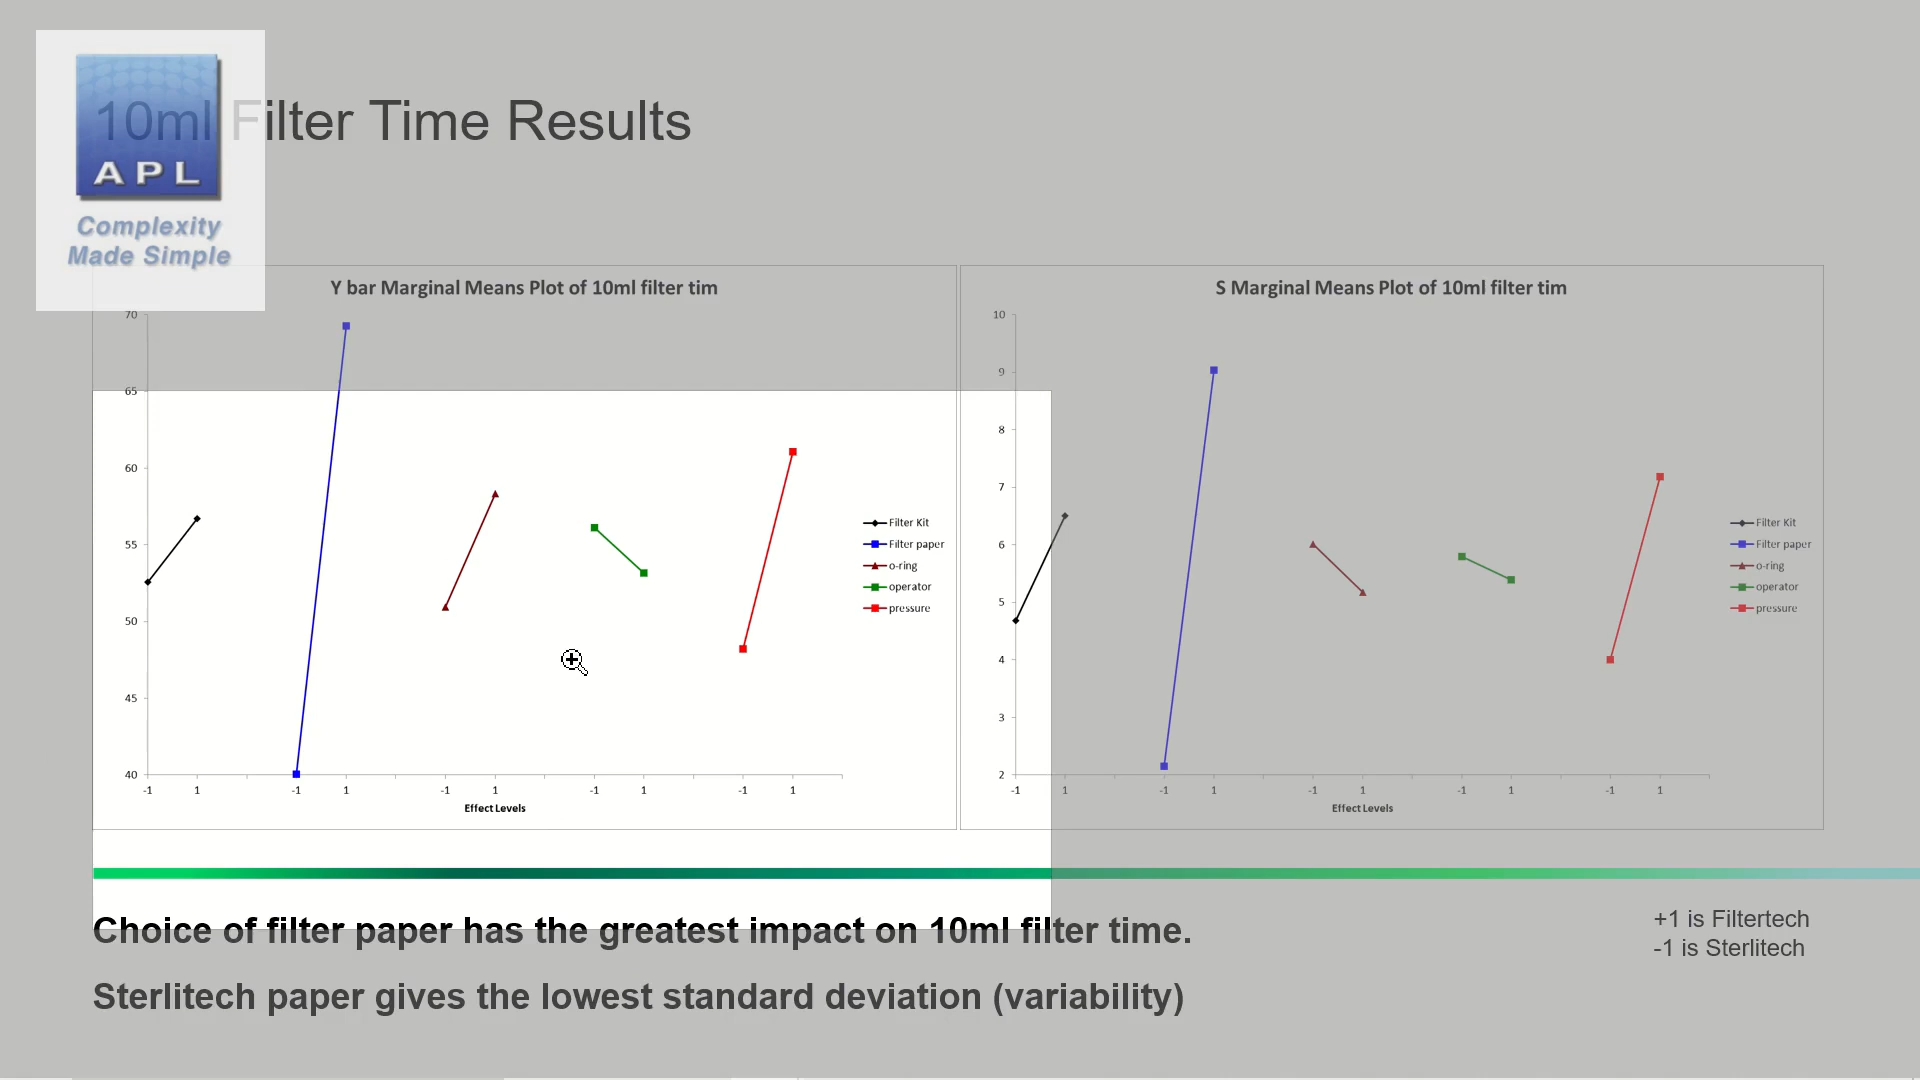 10ml Filter Time Results
APL
Complexity
Made Simple
Y bar Marginal Means Plot of 10ml filter tim
70
65
60
55
50
45
40
-1 1 -1 1 -1 1 -1 1 -1 1
Effect Levels
Filter Kit
Filter paper
o-ring
operator
pressure
S Marginal Means Plot of 10ml filter tim
10
9
8
7
6
5
4
3
2
-1 1 -1 1 -1 1 -1 1 -1 1
Effect Levels
Filter Kit
Filter paper
o-ring
operator
pressure
Choice of filter paper has the greatest impact on 10ml filter time.
Sterlitech paper gives the lowest standard deviation (variability)
+1 is Filtertech
-1 is Sterlitech